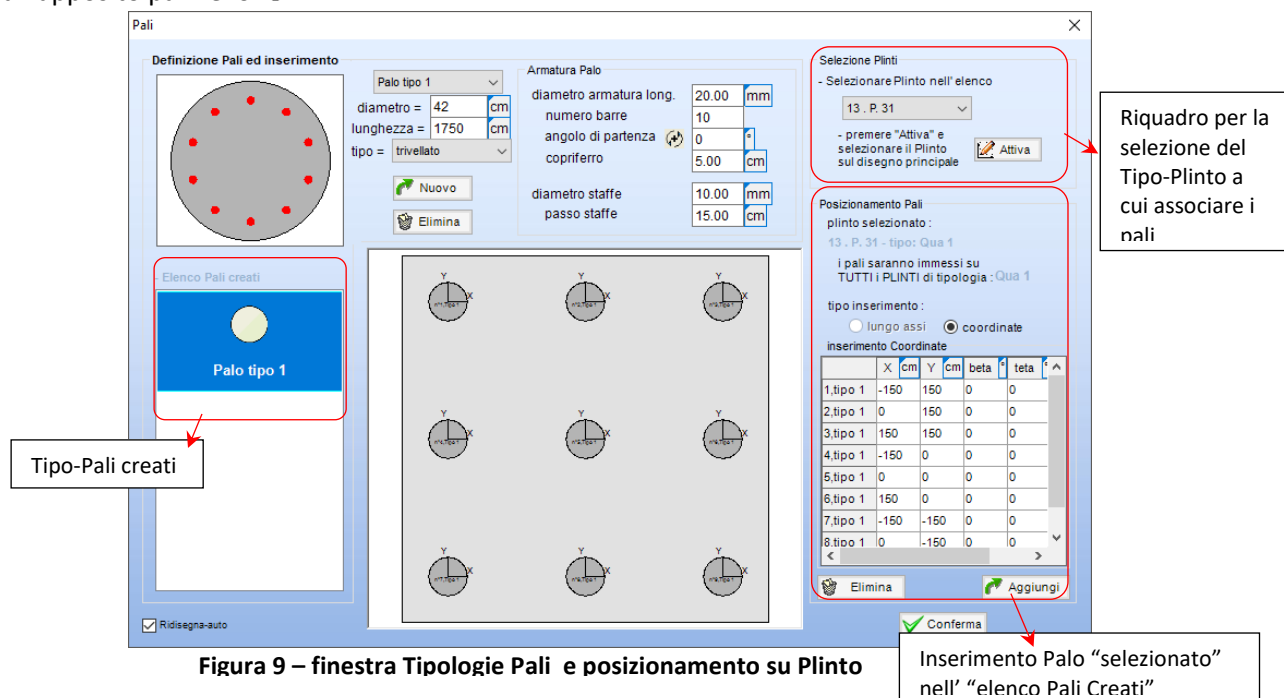 Pali
Definizione Pali ed inserimento
Palo tipo 1
diametro = 42 cm
lunghezza = 1750 cm
tipo = trivellato
Nuovo
Elimina
Armatura Palo
diametro armatura long. 20.00 mm
numero barre 10
angolo di partenza 0 °
copriferro 5.00 cm
diametro staffe 10.00 mm
passo staffe 15.00 cm
- Elenco Pali creati
Palo tipo 1
Ridisegna-auto
Y
X
Y
X
Y
X
Y
X
Y
X
Y
X
Y
X
Y
X
Y
X
Selezione Plinti
- Selezionare Plinto nell' elenco
13 . P. 31
- premere "Attiva" e
selezionare il Plinto
sul disegno principale
Attiva
Posizionamento Pali
plinto selezionato :
13 . P. 31 - tipo: Qua 1
i pali saranno immessi su
TUTTI i PLINTI di tipologia : Qua 1
tipo inserimento :
lungo assi coordinate
inserimento Coordinate
X cm Y cm beta ° teta °
1,tipo 1 -150 150 0 0
2,tipo 1 0 150 0 0
3,tipo 1 150 150 0 0
4,tipo 1 -150 0 0 0
5,tipo 1 0 0 0 0
6,tipo 1 150 0 0 0
7,tipo 1 -150 -150 0 0
8,tipo 1 0 -150 0 0
Elimina Aggiungi
Conferma
Riquadro per la
selezione del
Tipo-Plinto a
cui associare i
pali
Tipo-Pali creati
Inserimento Palo “selezionato”
nell’ “elenco Pali Creati”
Figura 9 – finestra Tipologie Pali e posizionamento su Plinto